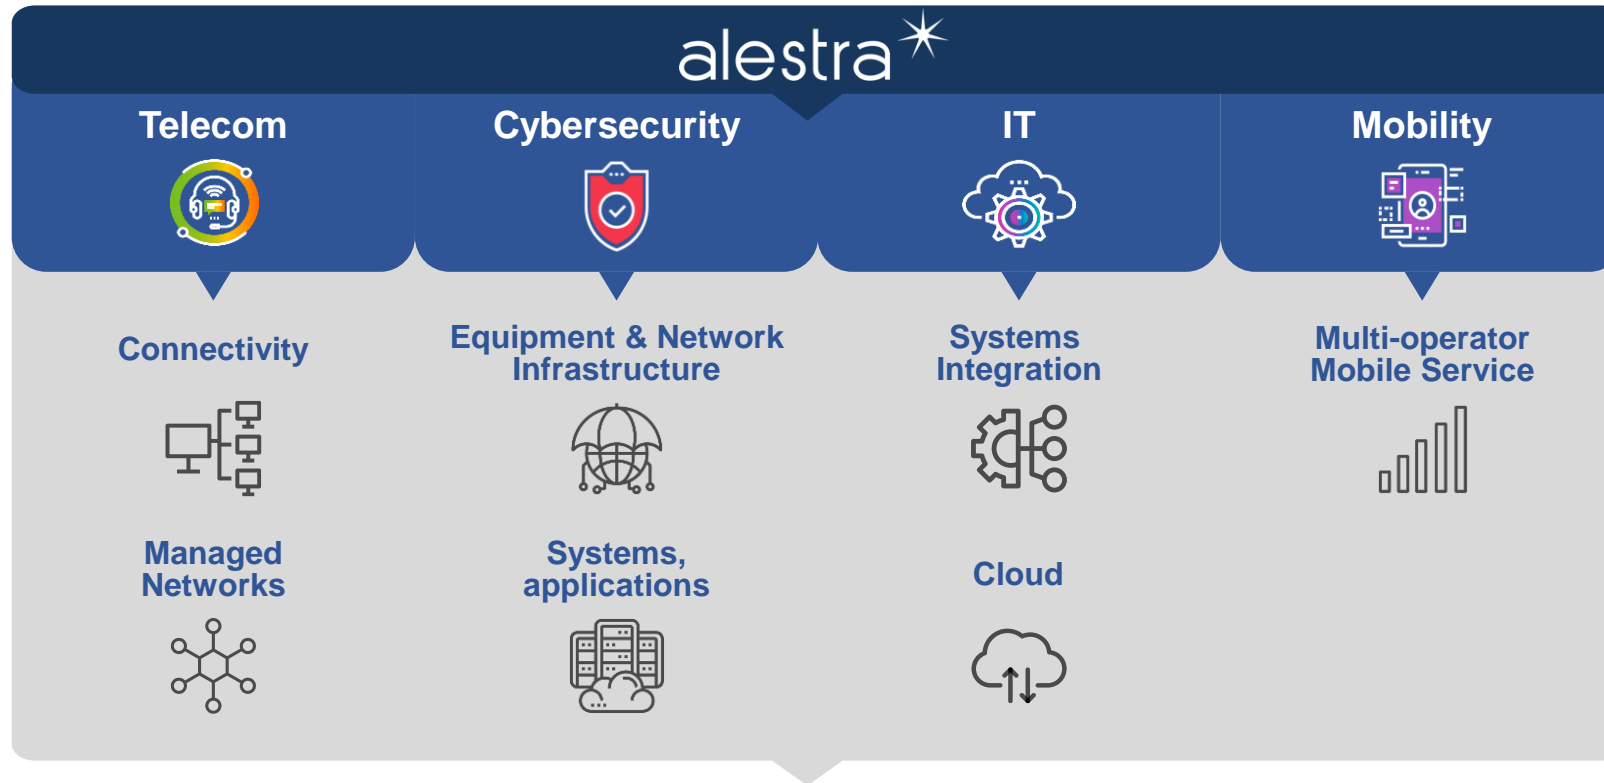 alestra
Telecom
Cybersecurity
IT
Mobility
Connectivity
Equipment & Network
Infrastructure
Systems
Integration
Multi-operator
Mobile Service
Managed
Networks
Systems,
applications
Cloud